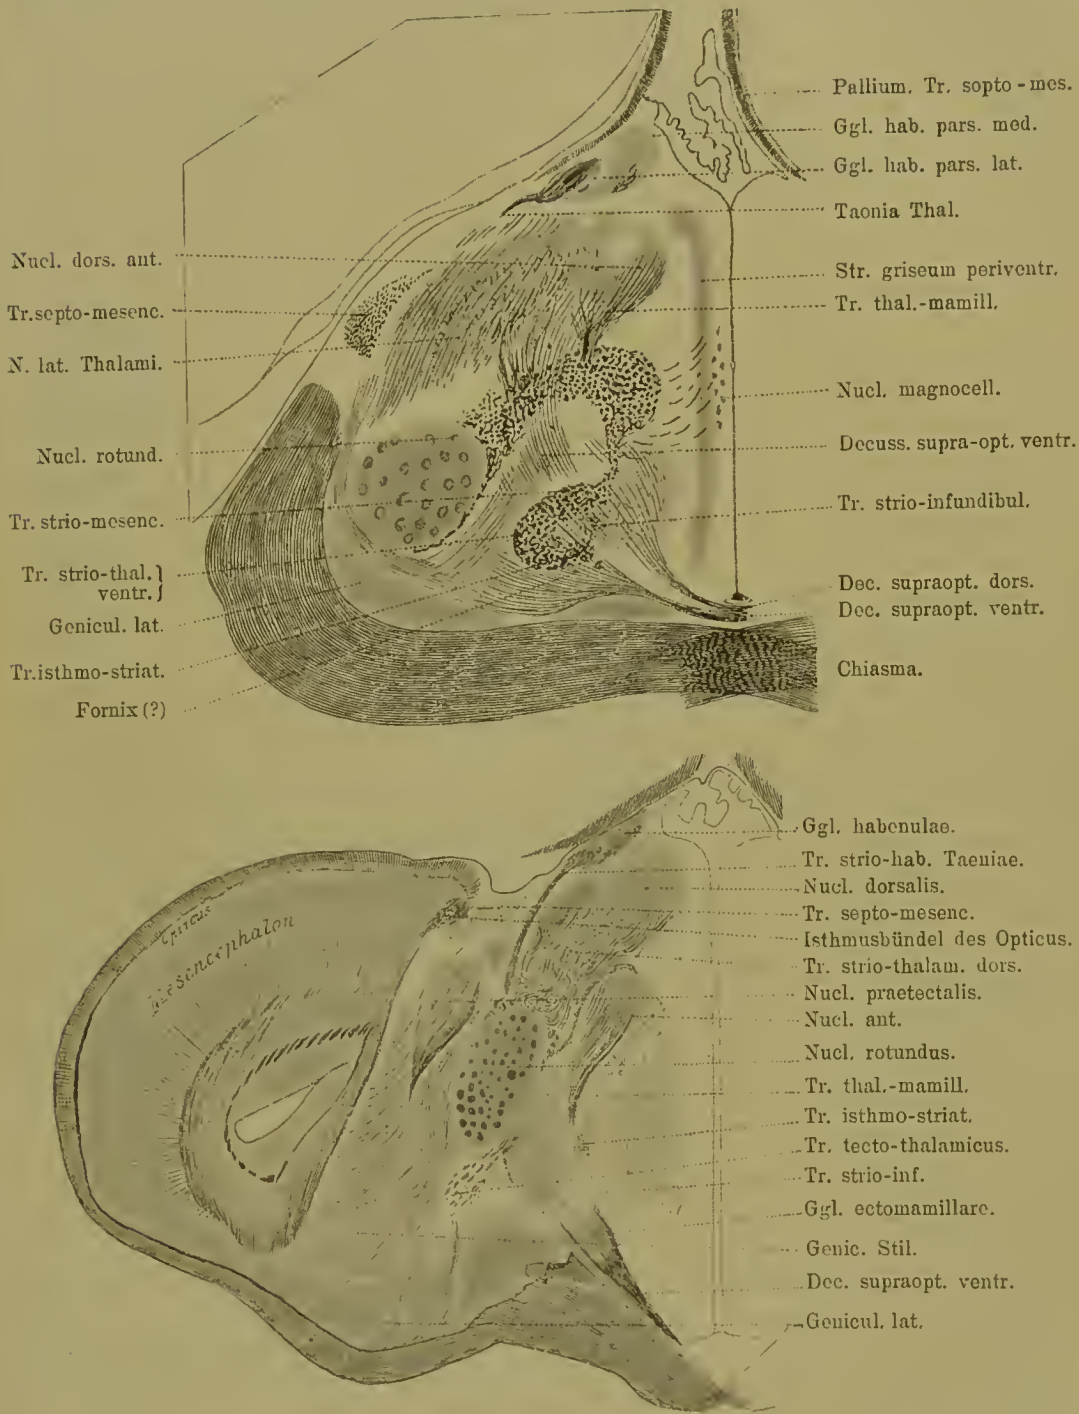 Pallium. Tr. sopto-mes.
Ggl. hab. pars. med.
Ggl. hab. pars. lat.
Taonia Thal.
Str. griseum periventr.
Tr. thal.-mamill.
Nucl. magnocell.
Decuss. supra-opt. ventr.
Tr. strio-infundibul.
Dec. supraopt. dors.
Dec. supraopt. ventr.
Chiasma.
Nucl. dors. ant.
Tr. septo-mesenc.
N. lat. Thalami.
Nucl. rotund.
Tr. strio-mesenc.
Tr. strio-thal. }
ventr. }
Genicul. lat.
Tr. isthmo-striat.
Fornix (?)
Opticus
Mesencephalon
Ggl. habenulae.
Tr. strio-hab. Taeniae.
Nucl. dorsalis.
Tr. septo-mesenc.
Isthmusbündel des Opticus.
Tr. strio-thalam. dors.
Nucl. praetectalis.
Nucl. ant.
Nucl. rotundus.
Tr. thal.-mamill.
Tr. isthmo-striat.
Tr. tecto-thalamicus.
Tr. strio-inf.
Ggl. ectomamillare.
Genic. Stil.
Dec. supraopt. ventr.
Genicul. lat.